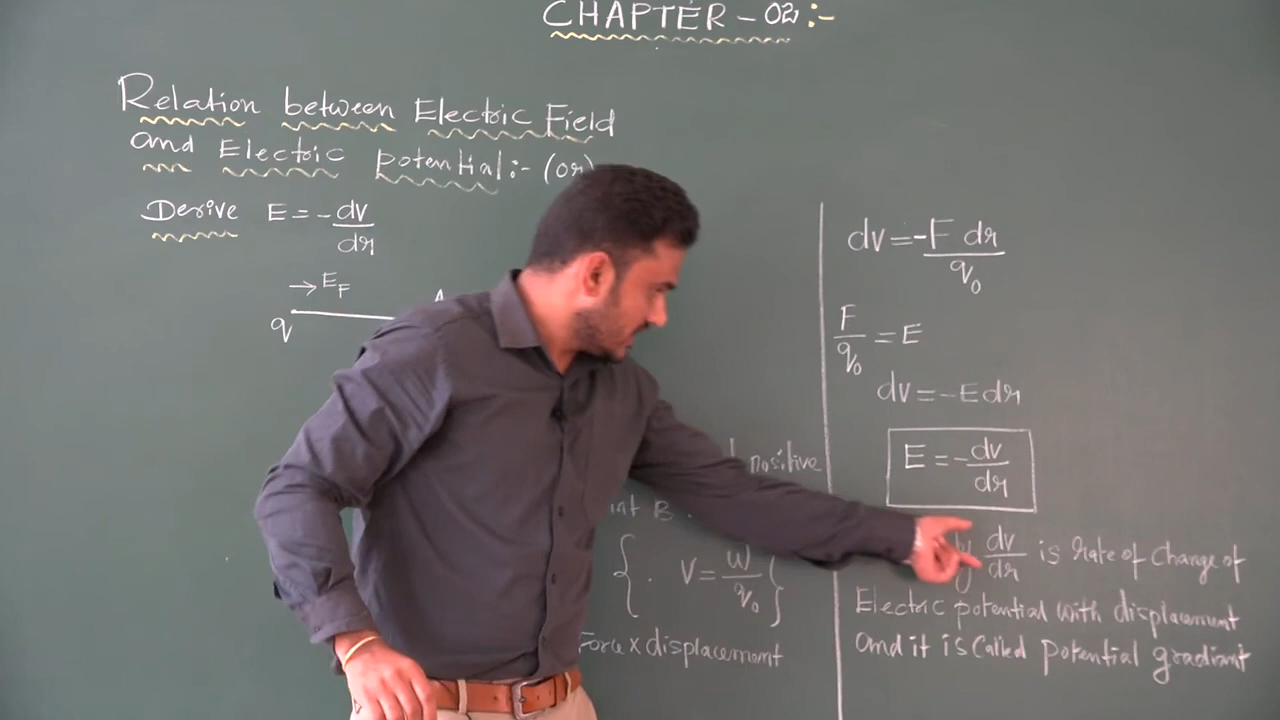 CHAPTER - 02 :-
Relation between Electric Field
and Electric potential :- (or)
Derive E = - dv/dr
→ E_F
q
positive
B .
{ . V = W/q₀ }
Force x displacement
dv = - F dr / q₀
F/q₀ = E
dv = - E dr
E = - dv/dr
dv/dr is Rate of Change of
Electric potential with displacement
and it is Called potential gradiant